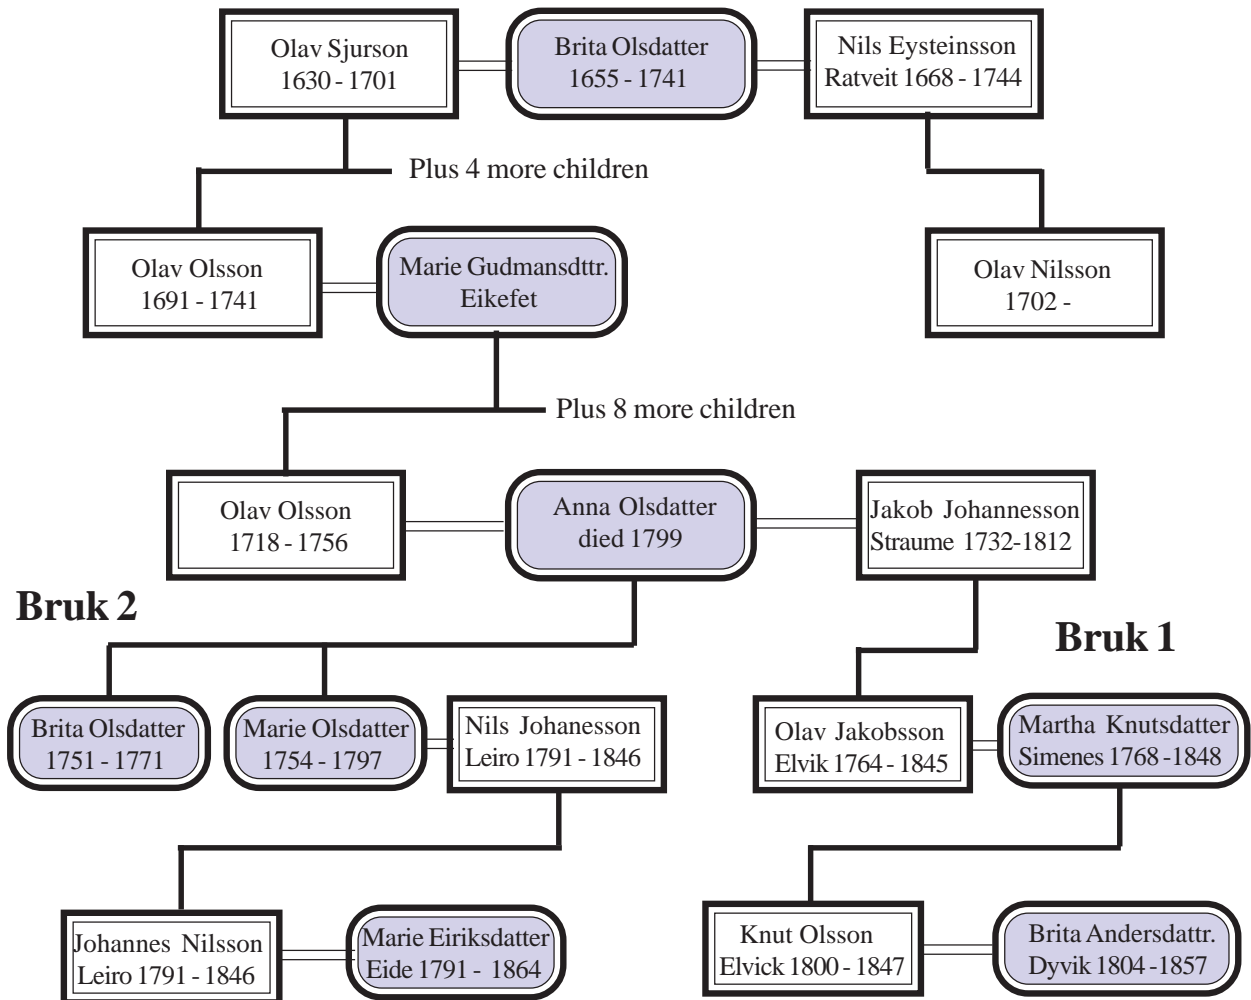 Olav Sjurson
1630 - 1701
Brita Olsdatter
1655 - 1741
Nils Eysteinsson
Ratveit 1668 - 1744
Plus 4 more children
Olav Olsson
1691 - 1741
Marie Gudmansdttr.
Eikefet
Olav Nilsson
1702 -
Plus 8 more children
Olav Olsson
1718 - 1756
Anna Olsdatter
died 1799
Jakob Johannesson
Straume 1732-1812
Bruk 2
Bruk 1
Brita Olsdatter
1751 - 1771
Marie Olsdatter
1754 - 1797
Nils Johanesson
Leiro 1791 - 1846
Olav Jakobsson
Elvik 1764 - 1845
Martha Knutsdatter
Simenes 1768 -1848
Johannes Nilsson
Leiro 1791 - 1846
Marie Eiriksdatter
Eide 1791 - 1864
Knut Olsson
Elvick 1800 - 1847
Brita Andersdattr.
Dyvik 1804 -1857